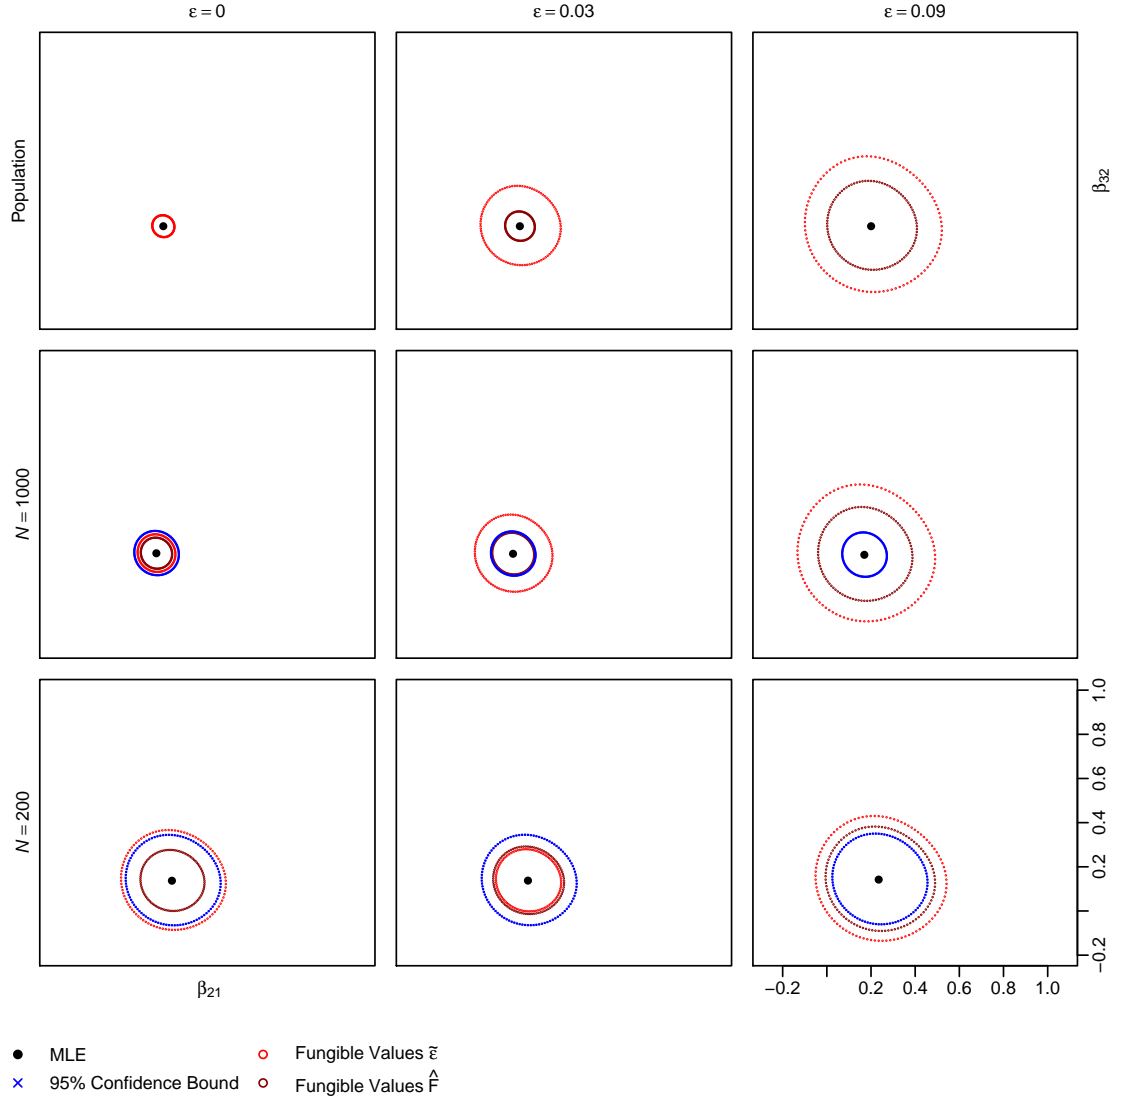 ε = 0
ε = 0.03
ε = 0.09
Population
β32
N = 1000
N = 200
1.0
0.8
0.6
0.4
0.2
−0.2
−0.2
0.2
0.4
0.6
0.8
1.0
β21
MLE
Fungible Values ε̃
95% Confidence Bound
Fungible Values F̂